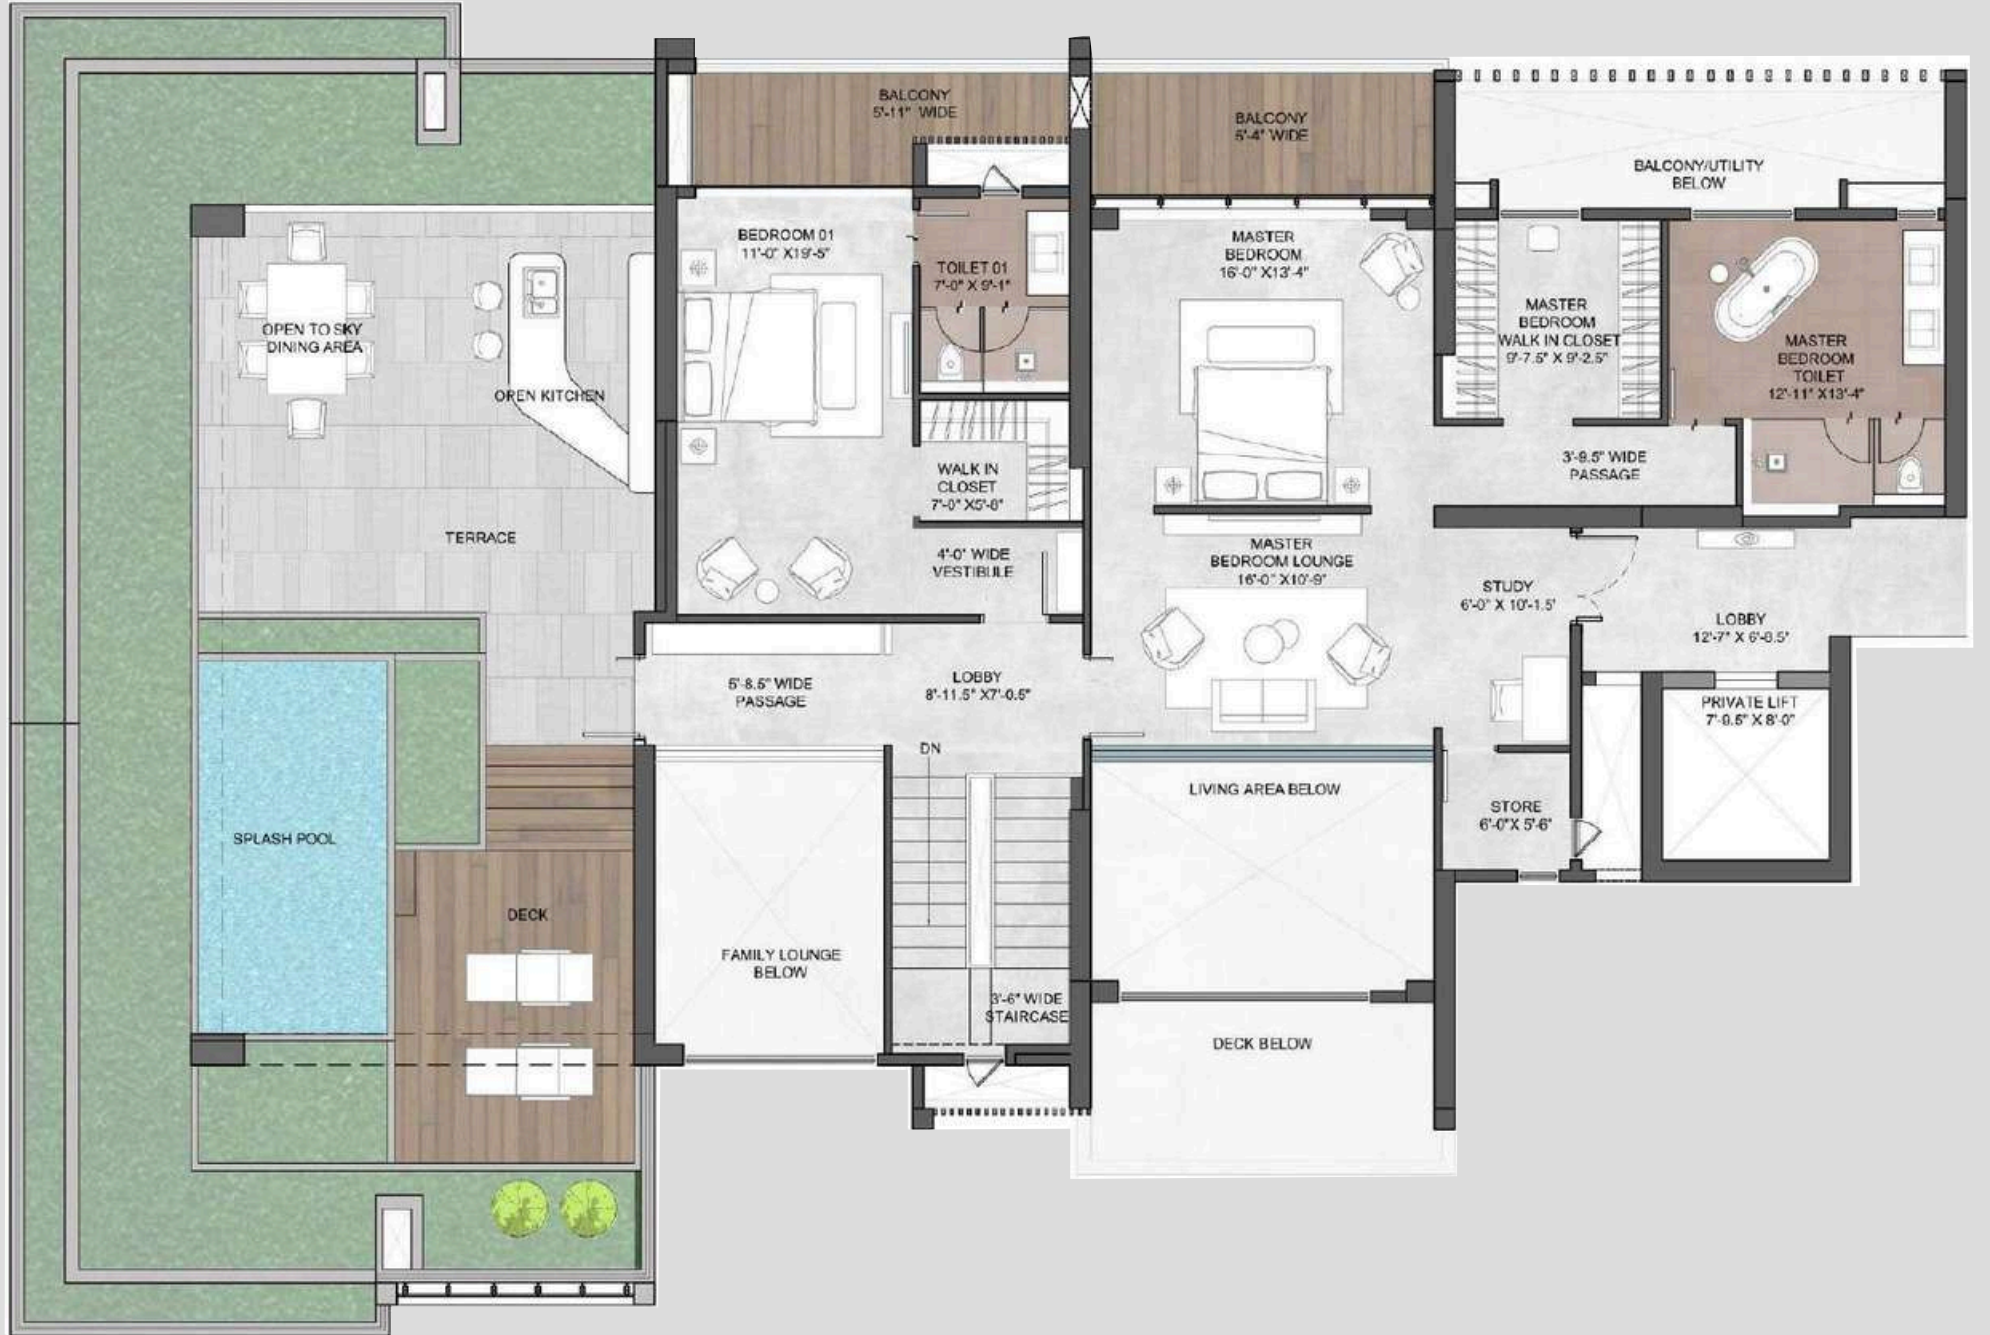 BALCONY
5'-11" WIDE
BALCONY
5'-4" WIDE
BALCONY/UTILITY
BELOW
BEDROOM 01
11'-0" X19'-5"
TOILET 01
7'-0" X 9'-1"
MASTER
BEDROOM
16'-0" X13'-4"
MASTER
BEDROOM
WALK IN CLOSET
9'-7.5" X 9'-2.5"
MASTER
BEDROOM
TOILET
12'-11" X13'-4"
OPEN TO SKY
DINING AREA
OPEN KITCHEN
WALK IN
CLOSET
7'-0" X5'-8"
3'-9.5" WIDE
PASSAGE
TERRACE
4'-0" WIDE
VESTIBULE
MASTER
BEDROOM LOUNGE
16'-0" X10'-9"
STUDY
6'-0" X 10'-1.5'
LOBBY
12'-7" X 6'-8.5"
5'-8.5" WIDE
PASSAGE
LOBBY
8'-11.5" X7'-0.5"
PRIVATE LIFT
7'-9.5" X 8'-0"
DN
LIVING AREA BELOW
STORE
6'-0"X 5'-6"
SPLASH POOL
DECK
FAMILY LOUNGE
BELOW
3'-6" WIDE
STAIRCASE
DECK BELOW